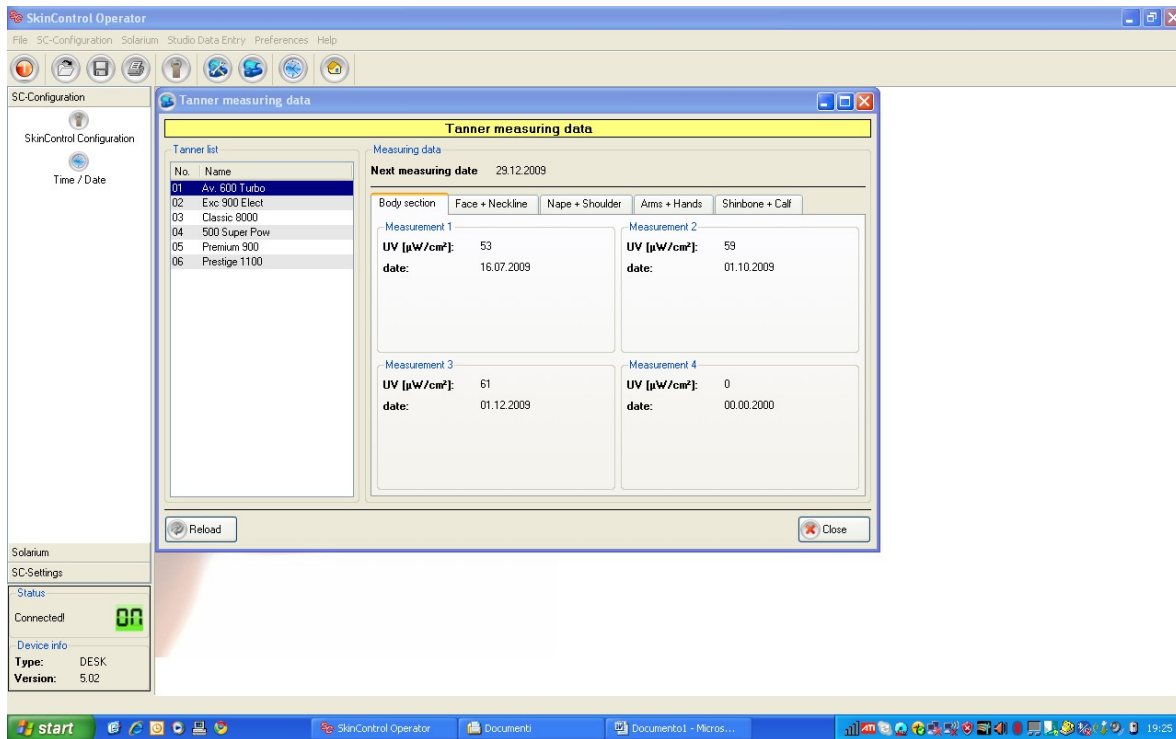 SkinControl Operator
File SC-Configuration Solarium Studio Data Entry Preferences Help
SC-Configuration
SkinControl Configuration
Time / Date
Solarium
SC-Settings
Status
Connected!
ON
Device info
Type: DESK
Version: 5.02
Tanner measuring data
Tanner measuring data
Tanner list
No. Name
01 Av. 600 Turbo
02 Exc 900 Elect
03 Classic 8000
04 500 Super Pow
05 Premium 900
06 Prestige 1100
Measuring data
Next measuring date 29.12.2009
Body section Face + Neckline Nape + Shoulder Arms + Hands Shinbone + Calf
Measurement 1
UV [µW/cm²]: 53
date: 16.07.2009
Measurement 2
UV [µW/cm²]: 59
date: 01.10.2009
Measurement 3
UV [µW/cm²]: 61
date: 01.12.2009
Measurement 4
UV [µW/cm²]: 0
date: 00.00.2000
Reload
Close
start
SkinControl Operator
Documenti
Documento1 - Micros...
19:25